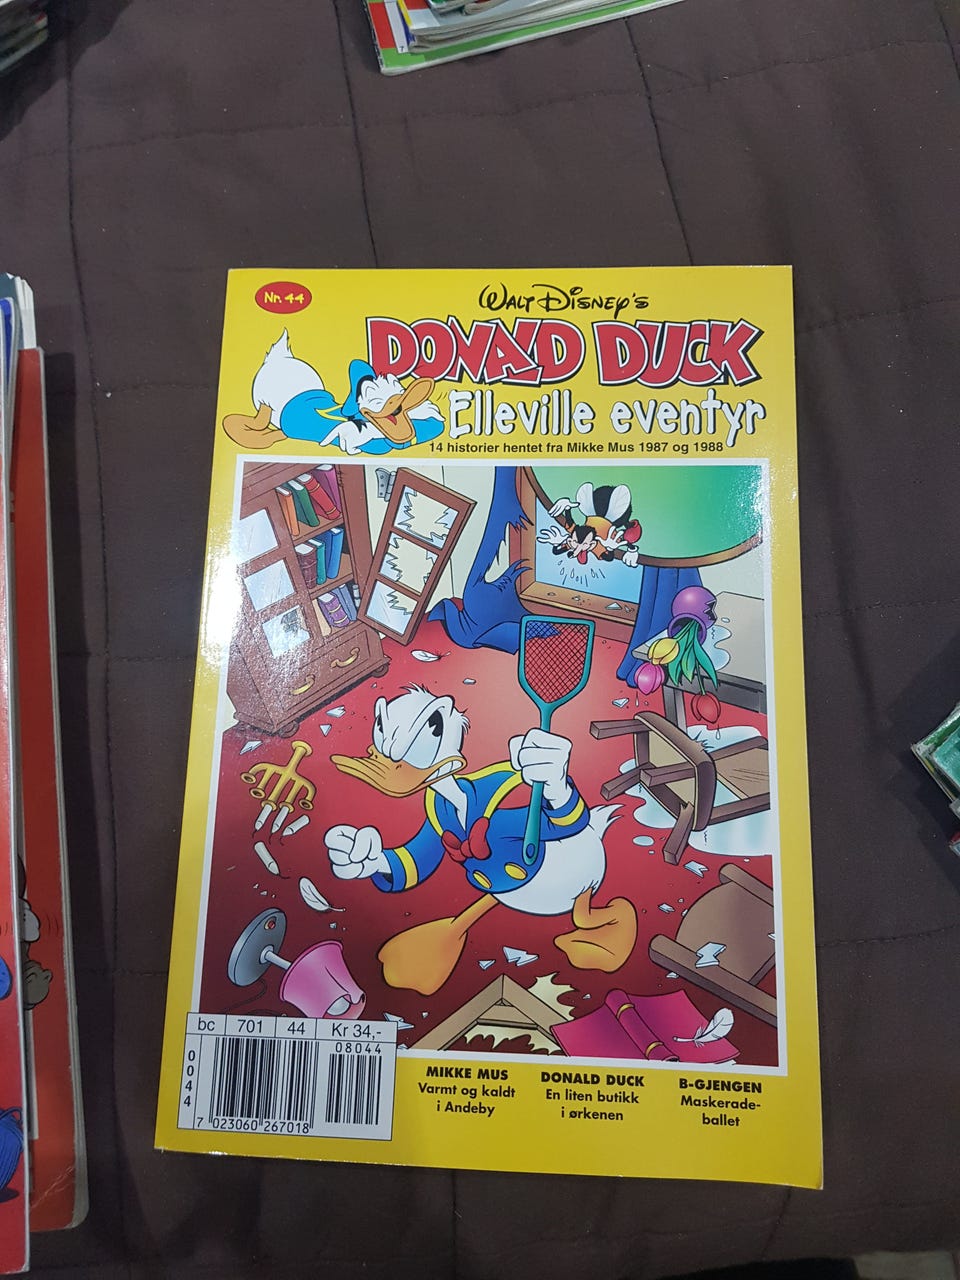 Nr. 44
WALT DISNEY'S
DONALD DUCK
Elleville eventyr
14 historier hentet fra Mikke Mus 1987 og 1988
bc 701 44 Kr 34,-
08044
0044
7 023060 267018
MIKKE MUS
Varmt og kaldt
i Andeby
DONALD DUCK
En liten butikk
i ørkenen
B-GJENGEN
Maskerade-
ballet